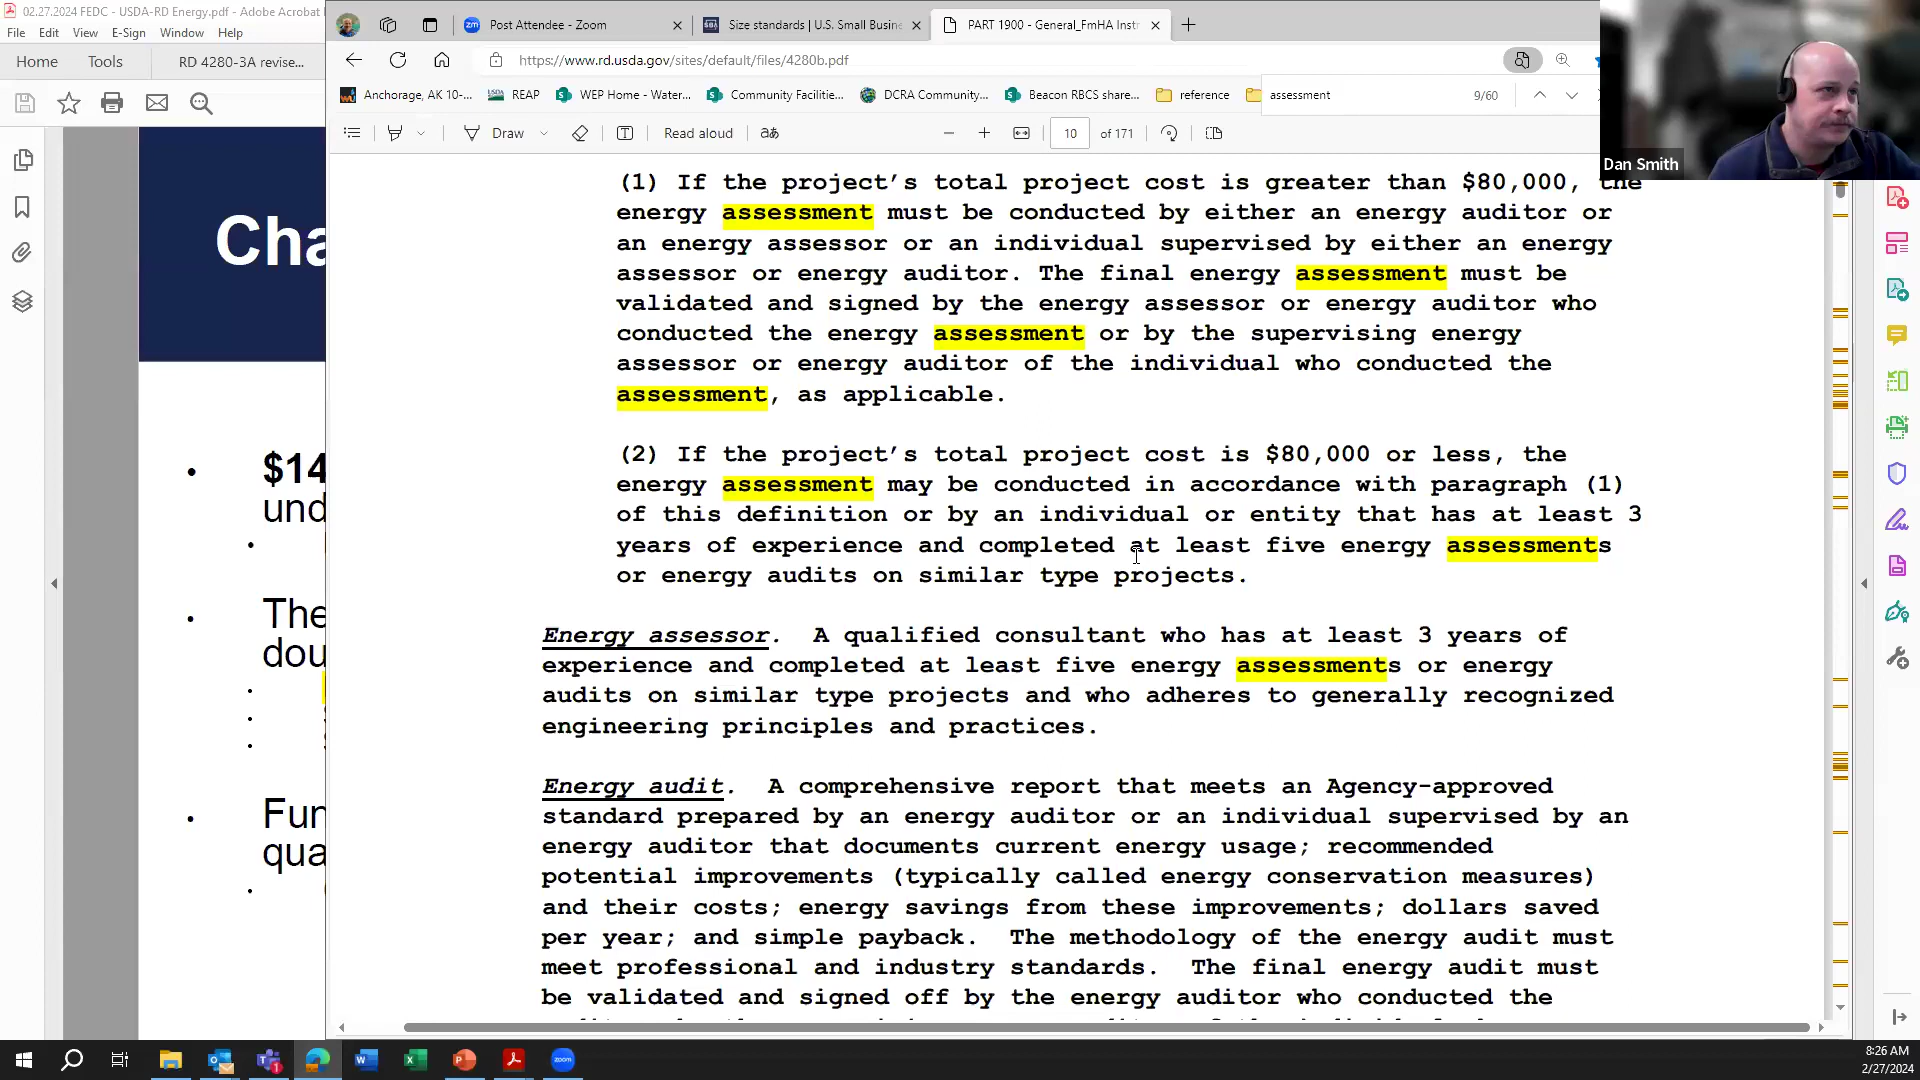 02.27.2024 FEDC - USDA-RD Energy.pdf - Adobe Acrobat
File Edit View E-Sign Window Help
Home Tools RD 4280-3A revise...
Cha
$14
und
The
dou
Fun
qua
Post Attendee - Zoom
Size standards | U.S. Small Busine
PART 1900 - General_FmHA Instr
https://www.rd.usda.gov/sites/default/files/4280b.pdf
Anchorage, AK 10-... REAP WEP Home - Water... Community Facilitie... DCRA Community... Beacon RBCS share... reference
assessment 9/60
Draw Read aloud 10 of 171
Dan Smith
(1) If the project’s total project cost is greater than $80,000, the
energy assessment must be conducted by either an energy auditor or
an energy assessor or an individual supervised by either an energy
assessor or energy auditor. The final energy assessment must be
validated and signed by the energy assessor or energy auditor who
conducted the energy assessment or by the supervising energy
assessor or energy auditor of the individual who conducted the
assessment, as applicable.
(2) If the project’s total project cost is $80,000 or less, the
energy assessment may be conducted in accordance with paragraph (1)
of this definition or by an individual or entity that has at least 3
years of experience and completed at least five energy assessments
or energy audits on similar type projects.
Energy assessor. A qualified consultant who has at least 3 years of
experience and completed at least five energy assessments or energy
audits on similar type projects and who adheres to generally recognized
engineering principles and practices.
Energy audit. A comprehensive report that meets an Agency-approved
standard prepared by an energy auditor or an individual supervised by an
energy auditor that documents current energy usage; recommended
potential improvements (typically called energy conservation measures)
and their costs; energy savings from these improvements; dollars saved
per year; and simple payback. The methodology of the energy audit must
meet professional and industry standards. The final energy audit must
be validated and signed off by the energy auditor who conducted the
8:26 AM
2/27/2024